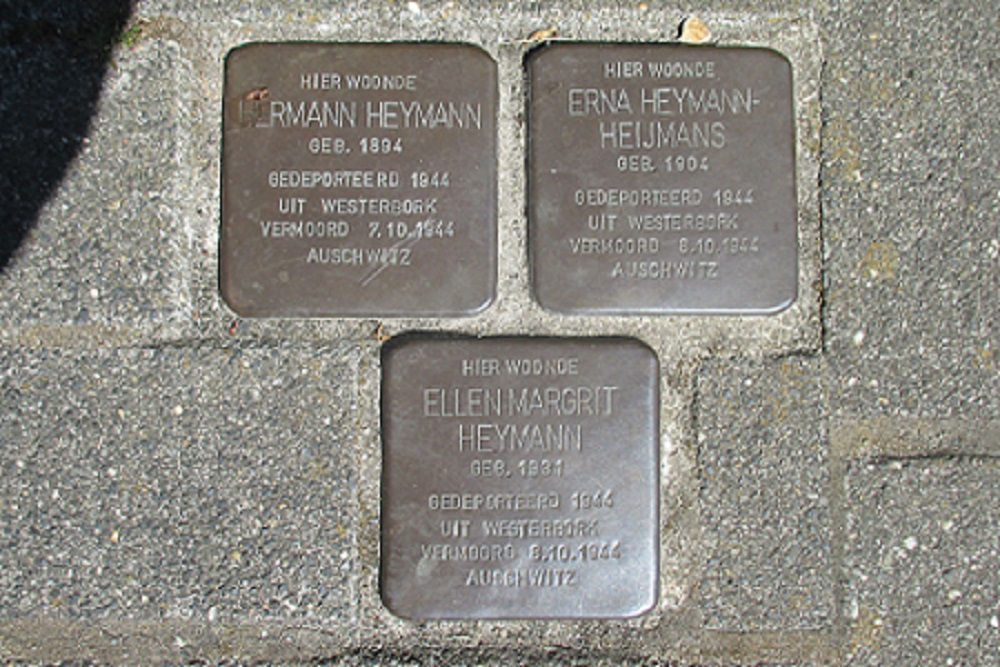 HIER WOONDE
HERMANN HEYMANN
GEB. 1894
GEDEPORTEERD 1944
UIT WESTERBORK
VERMOORD 7.10.1944
AUSCHWITZ
HIER WOONDE
ERNA HEYMANN-
HEIJMANS
GEB. 1904
GEDEPORTEERD 1944
UIT WESTERBORK
VERMOORD 8.10.1944
AUSCHWITZ
HIER WOONDE
ELLEN MARGRIT
HEYMANN
GEB. 1931
GEDEPORTEERD 1944
UIT WESTERBORK
VERMOORD 8.10.1944
AUSCHWITZ